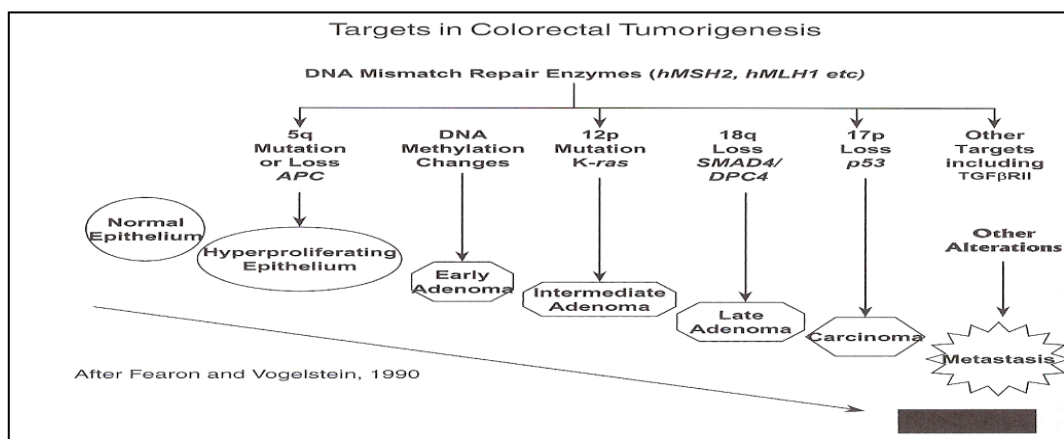 Targets in Colorectal Tumorigenesis
DNA Mismatch Repair Enzymes (hMSH2, hMLH1 etc)
5q
Mutation
or Loss
APC
DNA
Methylation
Changes
12p
Mutation
K-ras
18q
Loss
SMAD4/
DPC4
17p
Loss
p53
Other
Targets
including
TGFβRII
Normal
Epithelium
Hyperproliferating
Epithelium
Early
Adenoma
Intermediate
Adenoma
Late
Adenoma
Carcinoma
Other
Alterations
Metastasis
After Fearon and Vogelstein, 1990